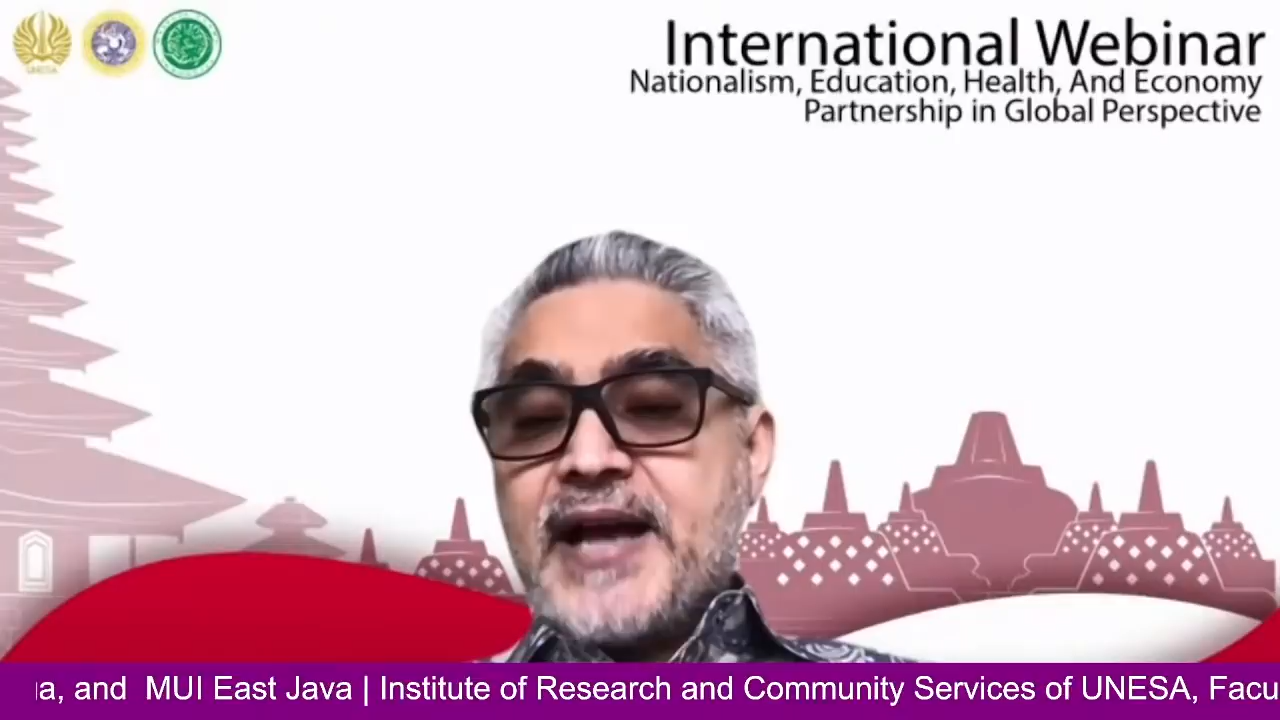 UNESA
International Webinar
Nationalism, Education, Health, And Economy
Partnership in Global Perspective
and MUI East Java | Institute of Research and Community Services of UNESA,